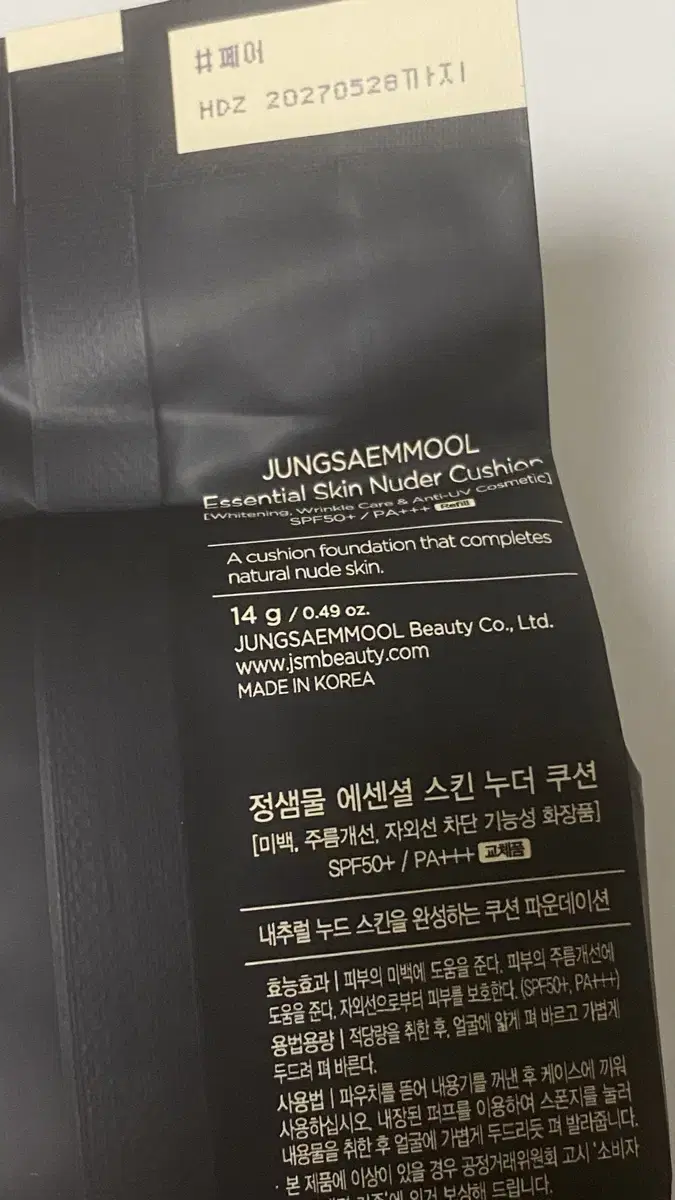 #페어
HDZ 20270528까지
JUNGSAEMMOOL
Essential Skin Nuder Cushion
[Whitening, Wrinkle Care & Anti-UV Cosmetic]
SPF50+ / PA+++ Refill
A cushion foundation that completes
natural nude skin.
14 g / 0.49 oz.
JUNGSAEMMOOL Beauty Co., Ltd.
www.jsmbeauty.com
MADE IN KOREA
정샘물 에센셜 스킨 누더 쿠션
[미백, 주름개선, 자외선 차단 기능성 화장품]
SPF50+ / PA+++ 교체품
내추럴 누드 스킨을 완성하는 쿠션 파운데이션
효능효과 | 피부의 미백에 도움을 준다. 피부의 주름개선에
도움을 준다. 자외선으로부터 피부를 보호한다. (SPF50+, PA+++)
용법용량 | 적당량을 취한 후, 얼굴에 얇게 펴 바르고 가볍게
두드려 펴 바른다.
사용법 | 파우치를 뜯어 내용기를 꺼낸 후 케이스에 끼워
사용하십시오. 내장된 퍼프를 이용하여 스폰지를 눌러
내용물을 취한 후 얼굴에 가볍게 두드리듯 펴 발라줍니다.
· 본 제품에 이상이 있을 경우 공정거래위원회 고시 '소비자
의거 보상해 드립니다.